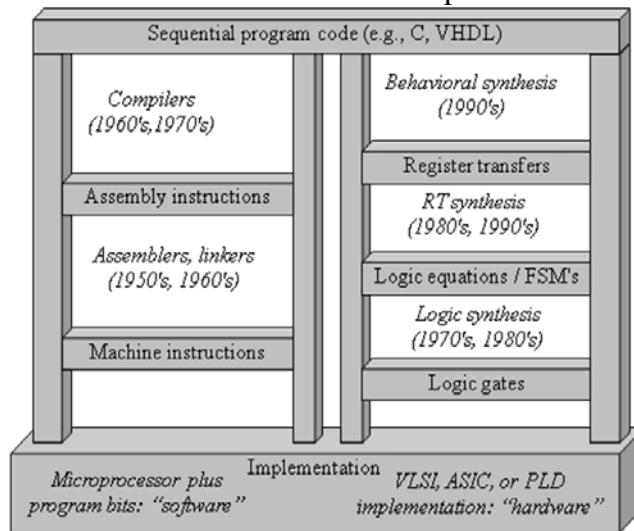 Sequential program code (e.g., C, VHDL)
Compilers
(1960's,1970's)
Assembly instructions
Assemblers, linkers
(1950's, 1960's)
Machine instructions
Behavioral synthesis
(1990's)
Register transfers
RT synthesis
(1980's, 1990's)
Logic equations / FSM's
Logic synthesis
(1970's, 1980's)
Logic gates
Implementation
Microprocessor plus
program bits: “software”
VLSI, ASIC, or PLD
implementation: “hardware”